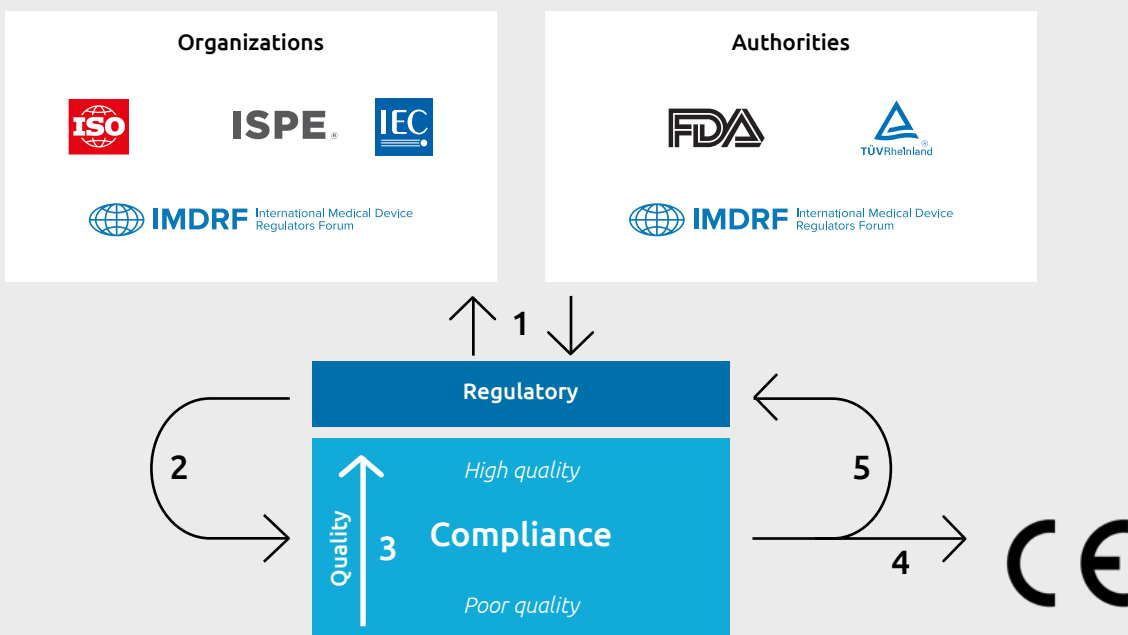 Organizations
ISO
ISPE®
IEC
IMDRF International Medical Device
Regulators Forum
Authorities
FDA
TÜVRheinland®
IMDRF International Medical Device
Regulators Forum
1
Regulatory
2
High quality
Quality
3
Compliance
Poor quality
5
4
CE